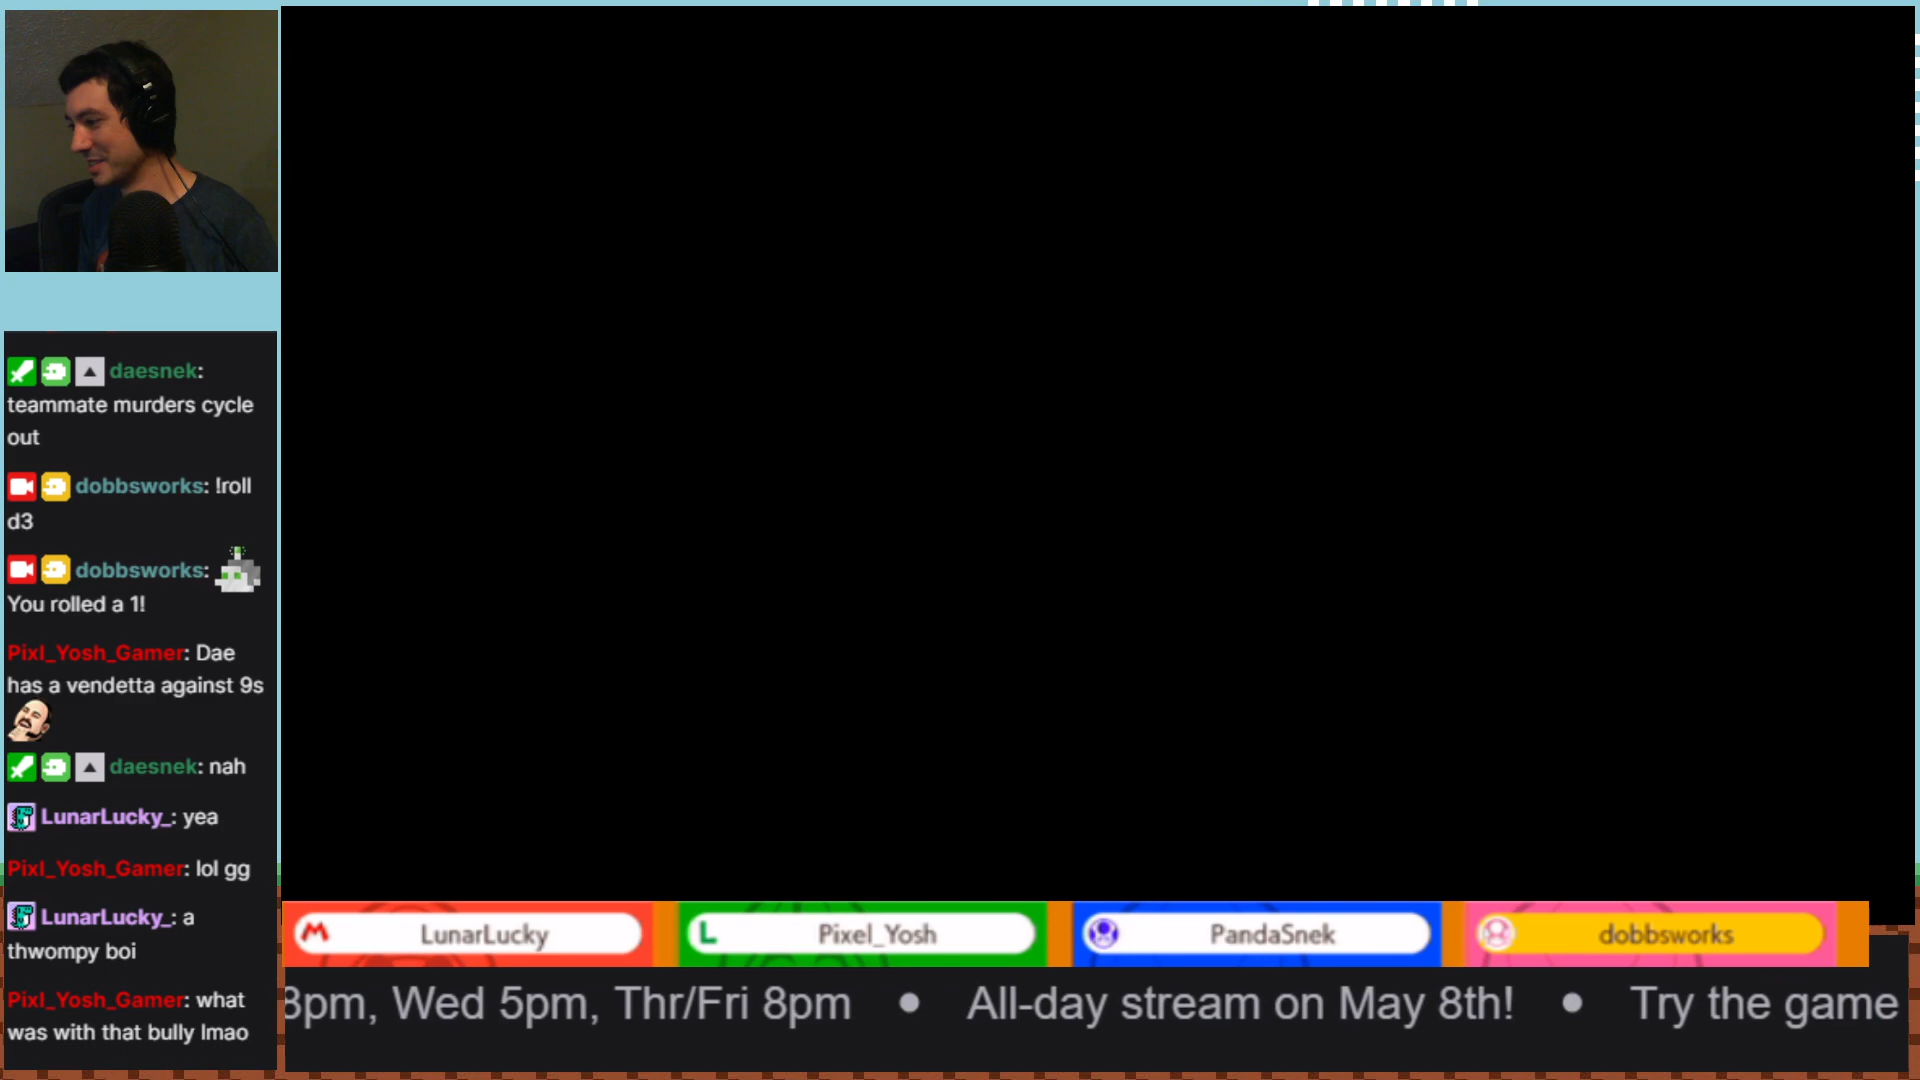 daesnek:
teammate murders cycle
out
dobbsworks: !roll
d3
dobbsworks:
You rolled a 1!
Pixl_Yosh_Gamer: Dae
has a vendetta against 9s
daesnek: nah
LunarLucky_: yea
Pixl_Yosh_Gamer: lol gg
LunarLucky_: a
thwompy boi
Pixl_Yosh_Gamer: what
was with that bully lmao
M LunarLucky
L Pixel_Yosh
PandaSnek
dobbsworks
8pm, Wed 5pm, Thr/Fri 8pm • All-day stream on May 8th! • Try the game